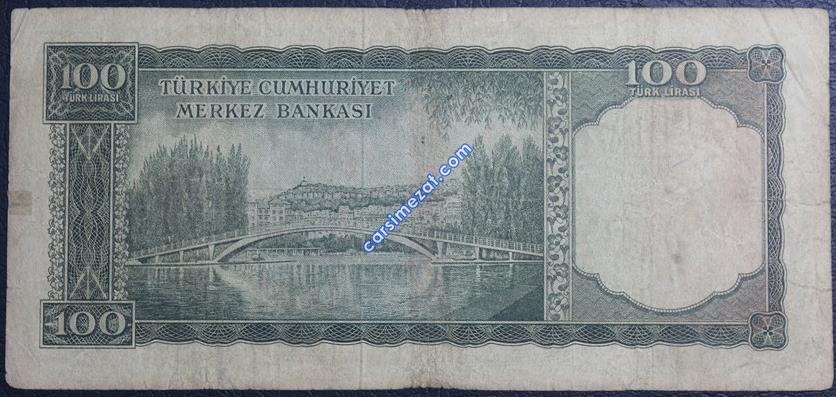 100
TÜRK LİRASI
TÜRKİYE CUMHURİYET
MERKEZ BANKASI
100
TÜRK LİRASI
carsimezat.com
100